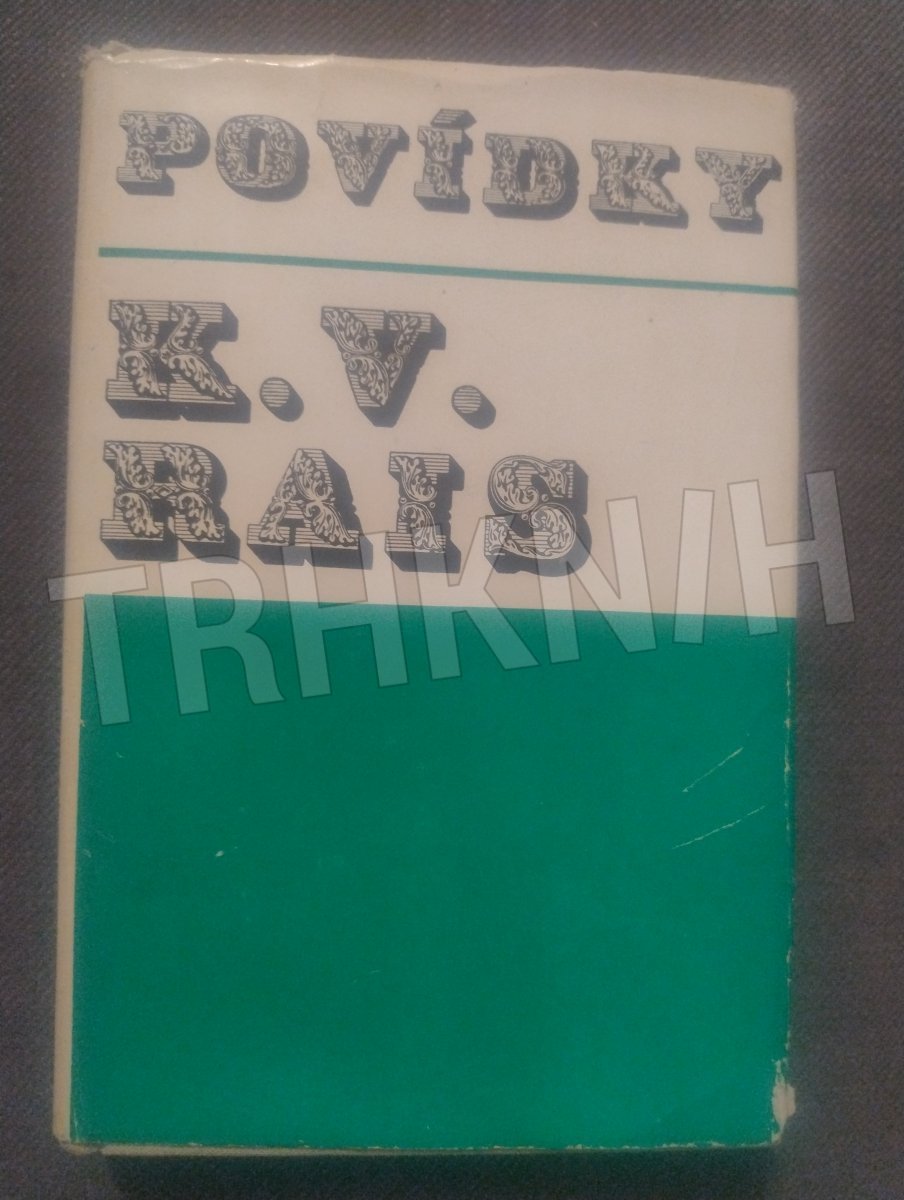 POVÍDKY
K. V.
RAIS
TRHKNIH